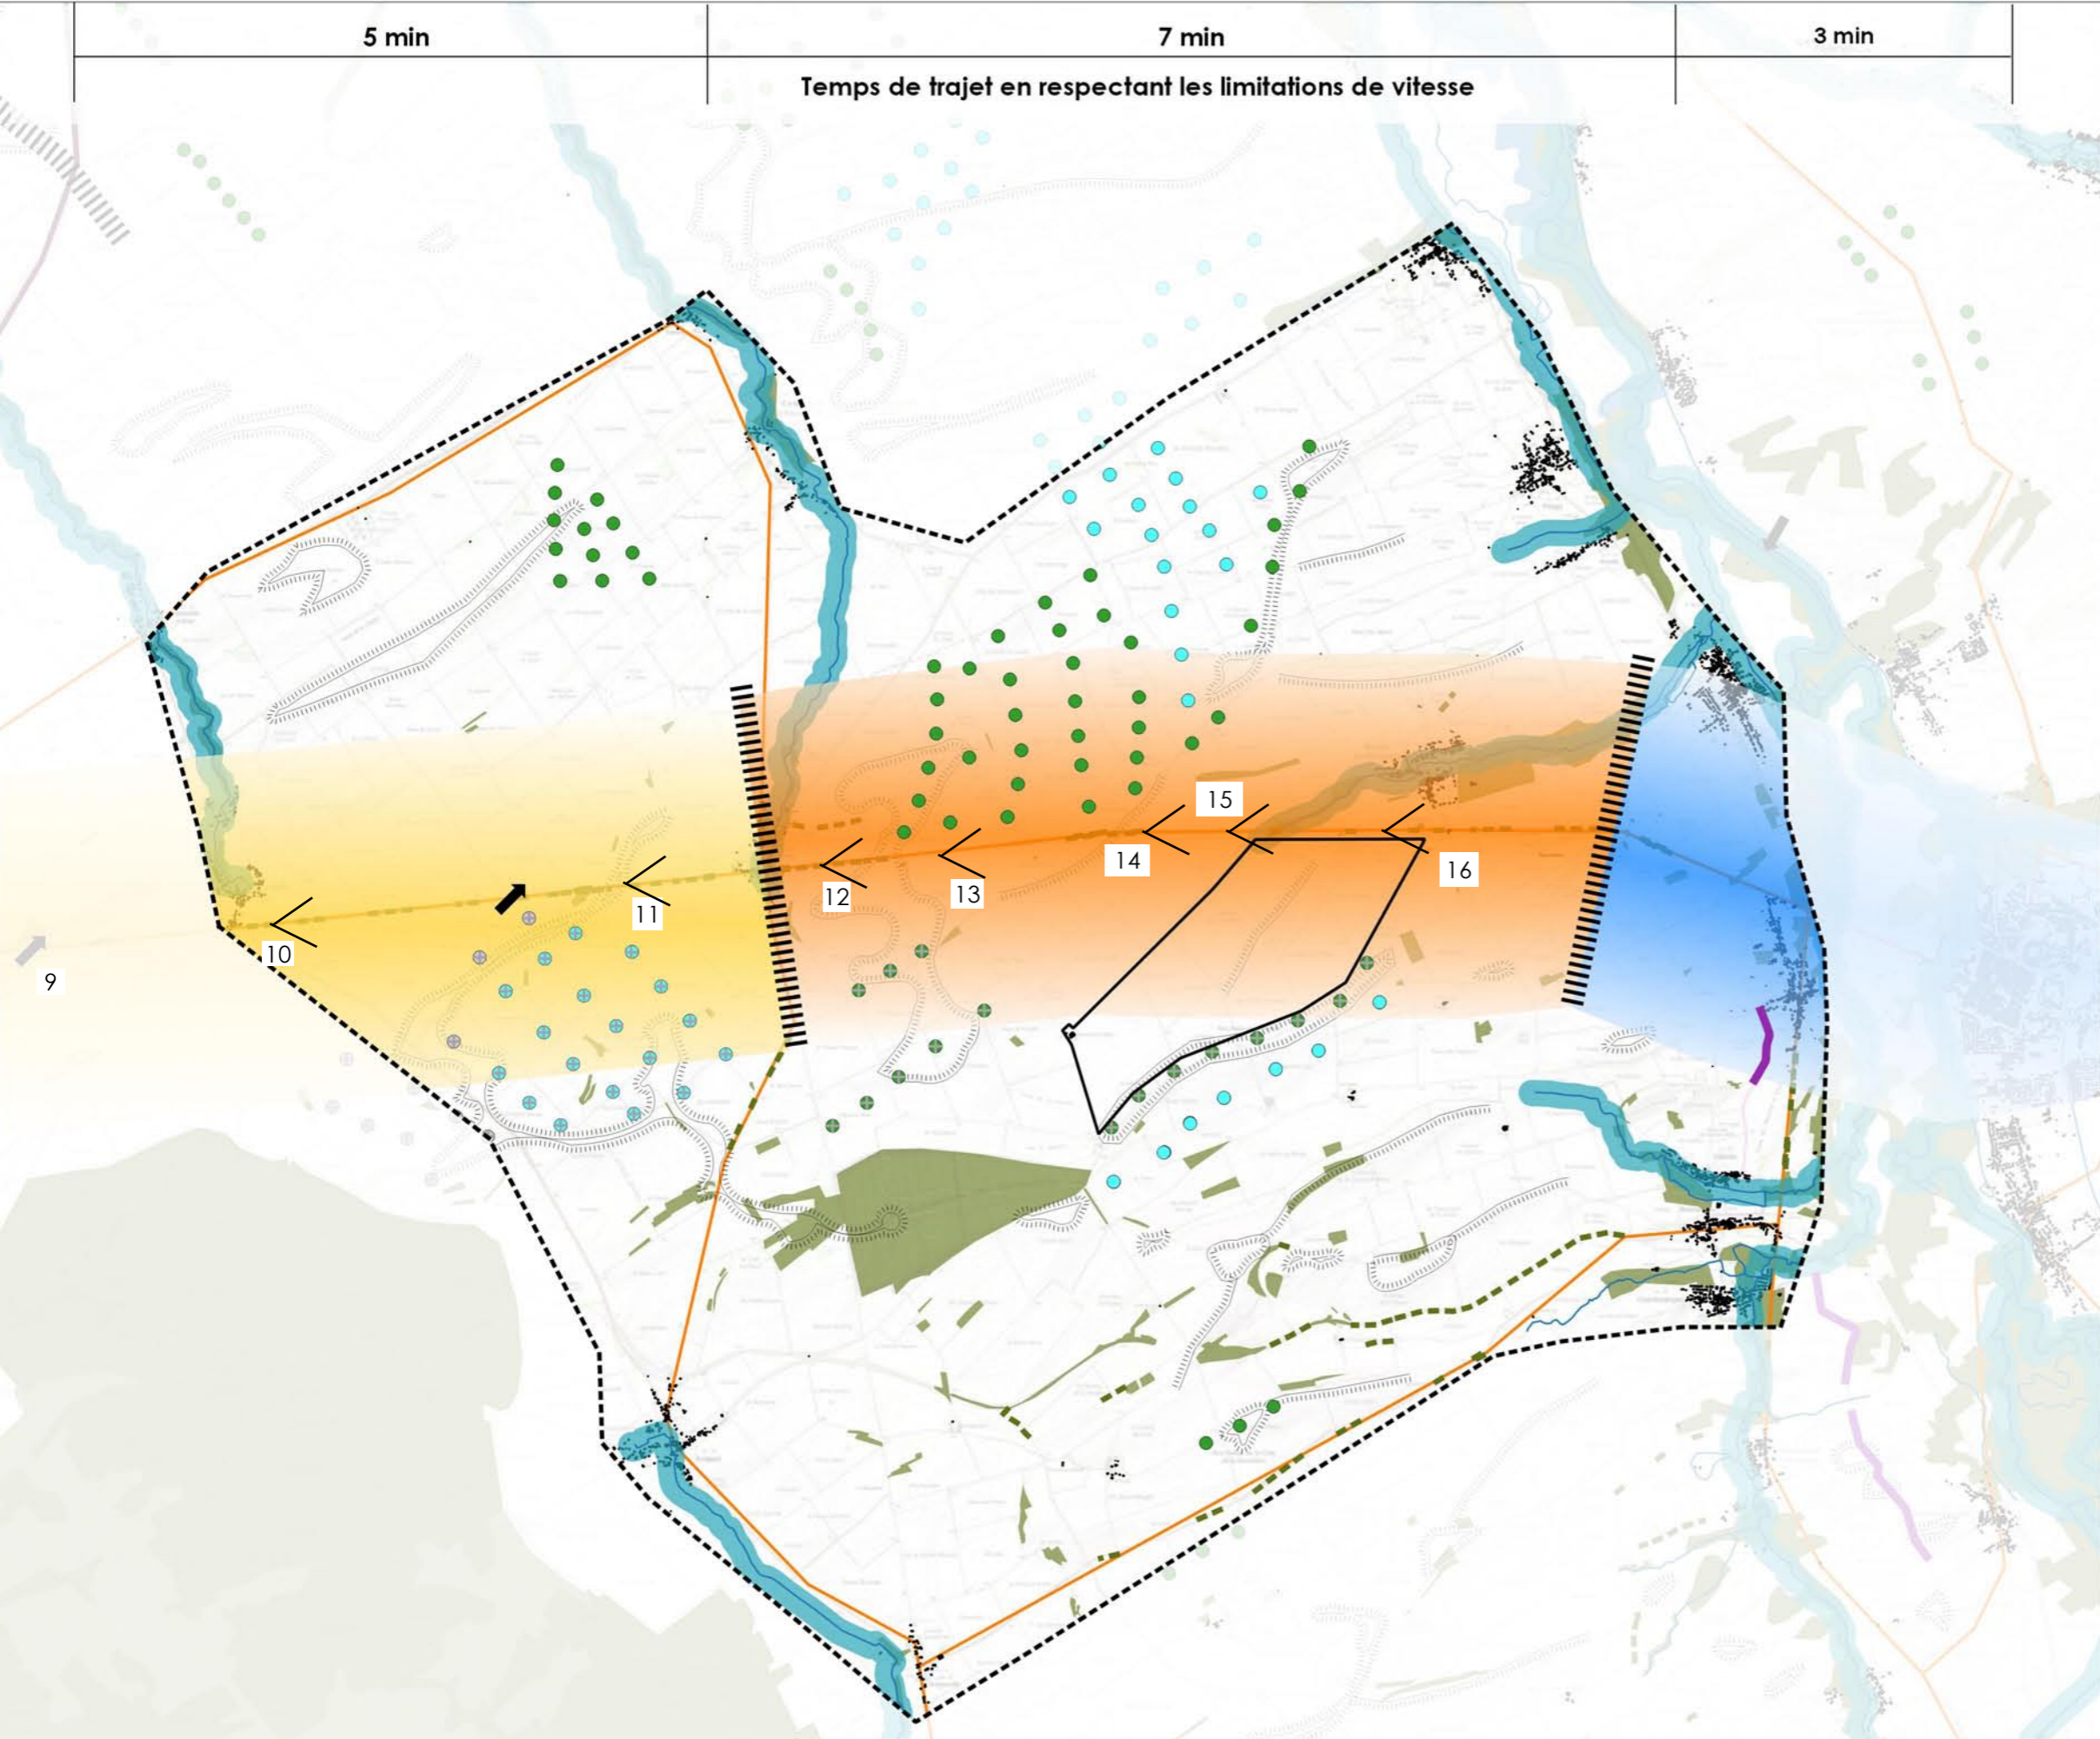 5 min
7 min
3 min
Temps de trajet en respectant les limitations de vitesse
15
14
16
12
13
11
10
9